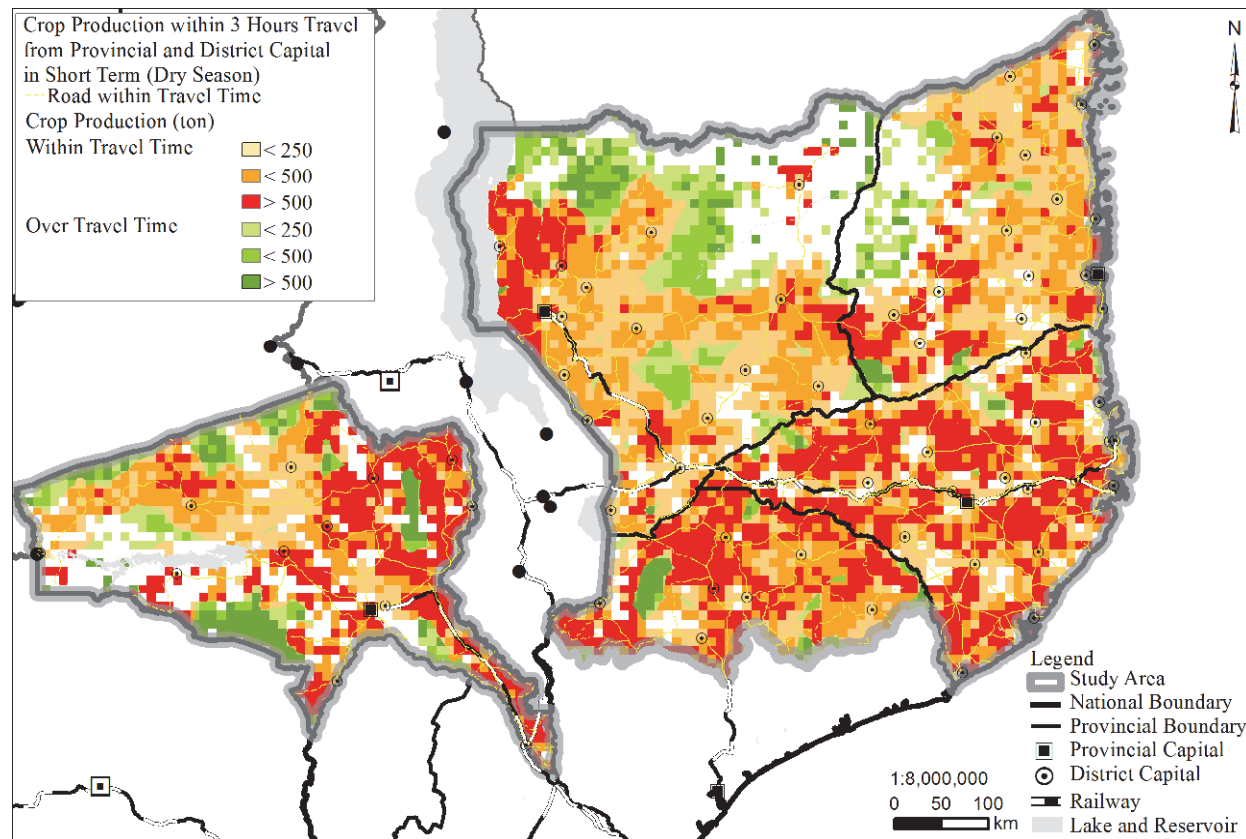 Crop Production within 3 Hours Travel
from Provincial and District Capital
in Short Term (Dry Season)
Road within Travel Time
Crop Production (ton)
Within Travel Time
< 250
< 500
> 500
Over Travel Time
< 250
< 500
> 500
N
Legend
Study Area
National Boundary
Provincial Boundary
Provincial Capital
District Capital
Railway
Lake and Reservoir
1:8,000,000
0 50 100
km